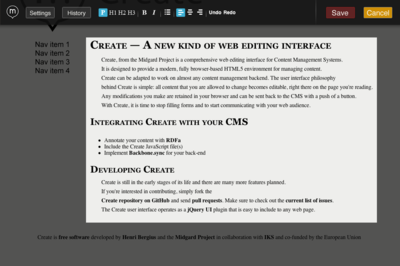 m Settings History P H1 H2 H3 B I Undo Redo Save Cancel
Nav item 1
Nav item 2
Nav item 3
Nav item 4
Create — A new kind of web editing interface
Create, from the Midgard Project is a comprehensive web editing interface for Content Management Systems.
It is designed to provide a modern, fully browser-based HTML5 environment for managing content.
Create can be adapted to work on almost any content management backend. The user interface philosophy
behind Create is simple: all content that you are allowed to change becomes editable, right there on the page you're reading.
Any modifications you make are retained in your browser and can be sent back to the CMS with a push of a button.
With Create, it is time to stop filling forms and to start communicating with your web audience.
Integrating Create with your CMS
• Annotate your content with RDFa
• Include the Create JavaScript file(s)
• Implement Backbone.sync for your back-end
Developing Create
Create is still in the early stages of its life and there are many more features planned.
If you're interested in contributing, simply fork the
Create repository on GitHub and send pull requests. Make sure to check out the current list of issues.
The Create user interface operates as a jQuery UI plugin that is easy to include to any web page.
Create is free software developed by Henri Bergius and the Midgard Project in collaboration with IKS and co-funded by the European Union